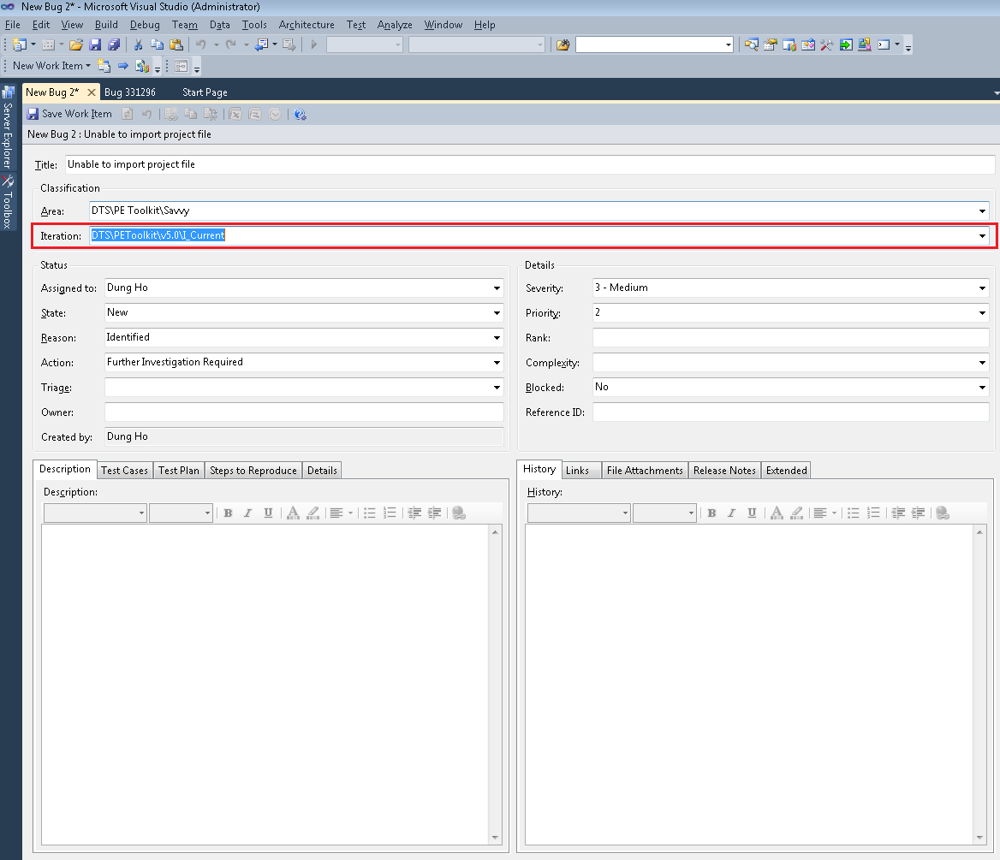 New Bug 2* - Microsoft Visual Studio (Administrator)
File Edit View Build Debug Team Data Tools Architecture Test Analyze Window Help
New Work Item
New Bug 2* Bug 331296 Start Page
Server Explorer
Toolbox
Save Work Item
New Bug 2 : Unable to import project file
Title: Unable to import project file
Classification
Area: DTS\PE Toolkit\Savvy
Iteration: DTS\PEToolkit\v5.0\I_Current
Status
Assigned to: Dung Ho
State: New
Reason: Identified
Action: Further Investigation Required
Triage:
Owner:
Created by: Dung Ho
Details
Severity: 3 - Medium
Priority: 2
Rank:
Complexity:
Blocked: No
Reference ID:
Description Test Cases Test Plan Steps to Reproduce Details
Description:
B I U A
History Links File Attachments Release Notes Extended
History:
B I U A